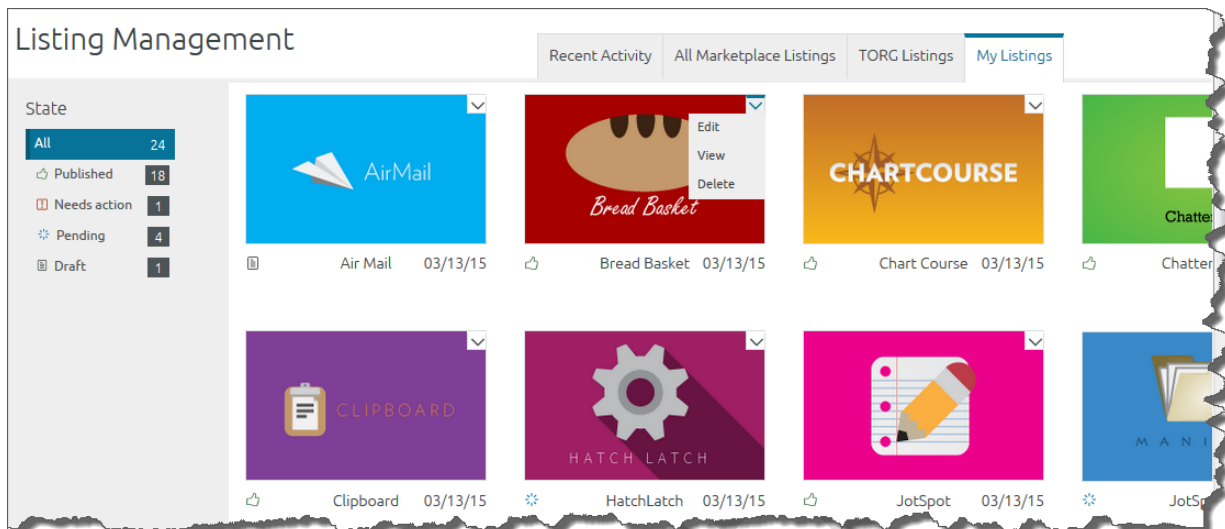 Listing Management
Recent Activity All Marketplace Listings TORG Listings My Listings
State
All 24
Published 18
Needs action 1
Pending 4
Draft 1
AirMail
Air Mail 03/13/15
Edit
View
Delete
Bread Basket
Bread Basket 03/13/15
CHARTCOURSE
Chart Course 03/13/15
Chatte
Chatter
CLIPBOARD
Clipboard 03/13/15
HATCH LATCH
HatchLatch 03/13/15
JotSpot 03/13/15
MANI
JotSp